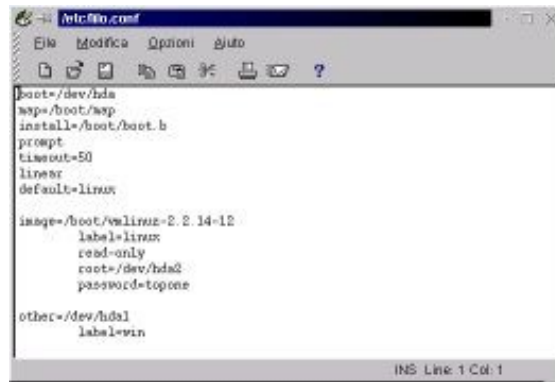 /etc/lilo.conf
File Modifica Opzioni Aiuto
boot=/dev/hda
map=/boot/map
install=/boot/boot.b
prompt
timeout=50
linear
default=linux
image=/boot/vmlinuz-2.2.14-12
label=linux
read-only
root=/dev/hda2
password=topone
other=/dev/hda1
label=win
INS Line: 1 Col: 1